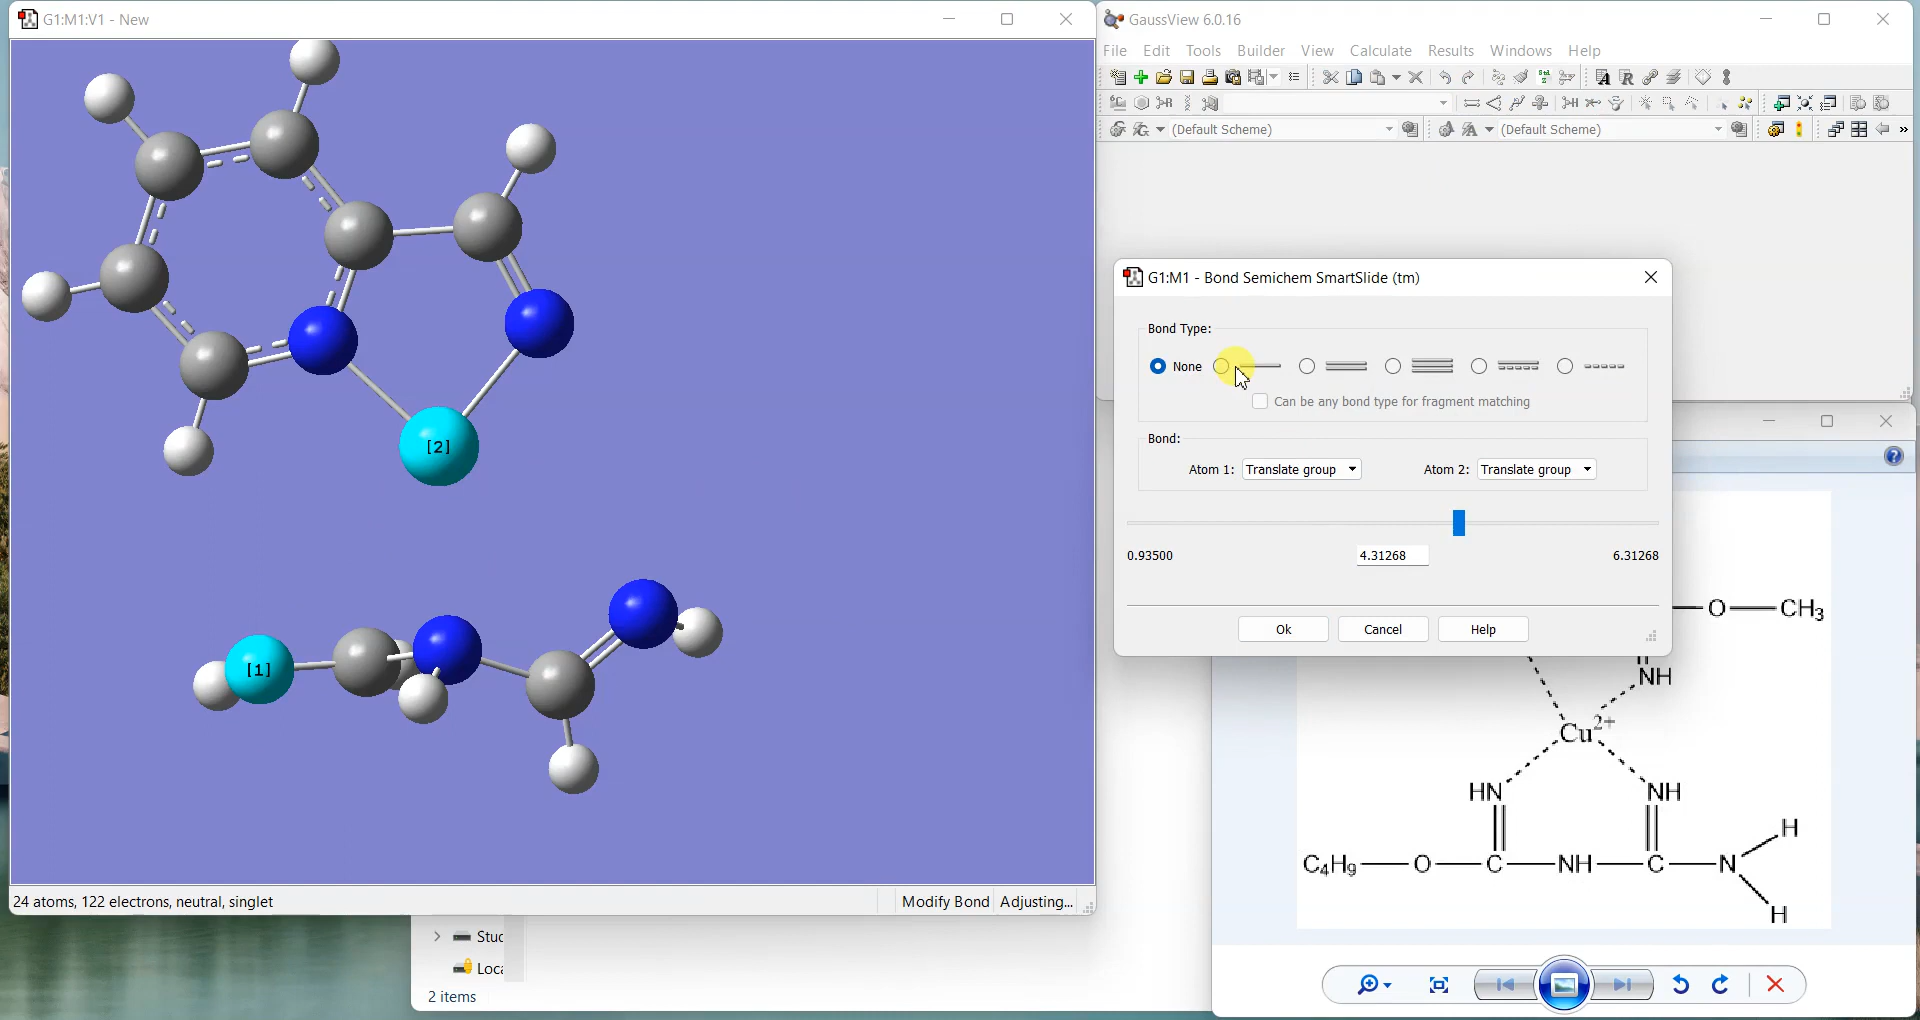 G1:M1:V1 - New
[2]
[1]
24 atoms, 122 electrons, neutral, singlet
Modify Bond
Adjusting...
GaussView 6.0.16
File Edit Tools Builder View Calculate Results Windows Help
(Default Scheme)
(Default Scheme)
»
G1:M1 - Bond Semichem SmartSlide (tm)
Bond Type:
None
Can be any bond type for fragment matching
Bond:
Atom 1: Translate group
Atom 2: Translate group
0.93500
4.31268
6.31268
Ok
Cancel
Help
O CH3
NH
Cu2+
HN
NH
H
C4H9 O C NH C N
H
Stuc
Loca
2 items